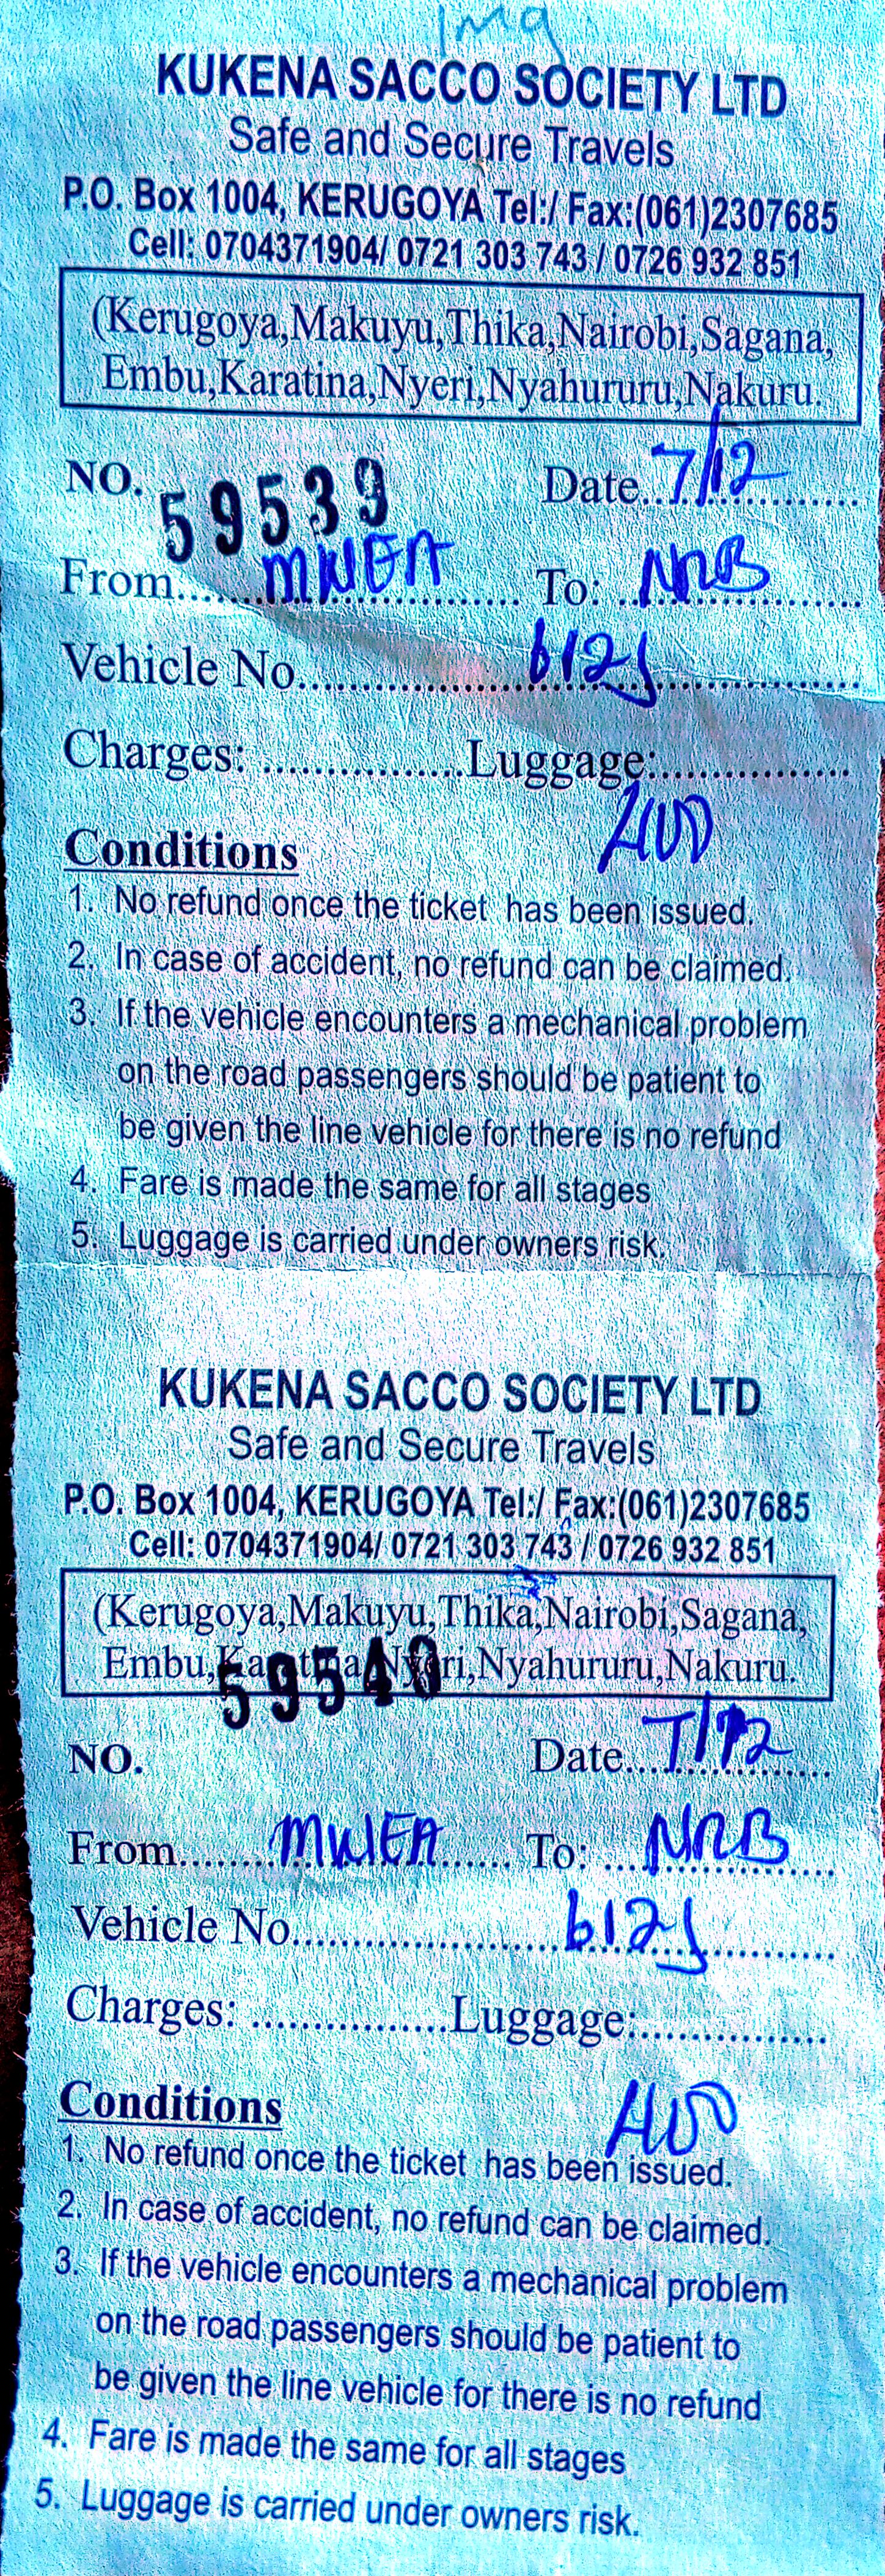 1mg
KUKENA SACCO SOCIETY LTD
Safe and Secure Travels
P.O. Box 1004, KERUGOYA Tel:/ Fax:(061)2307685
Cell: 0704371904/ 0721 303 743 / 0726 932 851
(Kerugoya,Makuyu,Thika,Nairobi,Sagana,
Embu,Karatina,Nyeri,Nyahururu,Nakuru.
NO. 59539 Date 7/12
From MWEA To: NRB
Vehicle No 612J
Charges: Luggage:
400
Conditions
1. No refund once the ticket has been issued.
2. In case of accident, no refund can be claimed.
3. If the vehicle encounters a mechanical problem
on the road passengers should be patient to
be given the line vehicle for there is no refund
4. Fare is made the same for all stages
5. Luggage is carried under owners risk.
KUKENA SACCO SOCIETY LTD
Safe and Secure Travels
P.O. Box 1004, KERUGOYA Tel:/ Fax:(061)2307685
Cell: 0704371904/ 0721 303 743 / 0726 932 851
(Kerugoya,Makuyu,Thika,Nairobi,Sagana,
Embu,Karatina,Nyeri,Nyahururu,Nakuru.
59540
NO. Date 7/12
From MWEA To: NRB
Vehicle No 612J
Charges: Luggage:
400
Conditions
1. No refund once the ticket has been issued.
2. In case of accident, no refund can be claimed.
3. If the vehicle encounters a mechanical problem
on the road passengers should be patient to
be given the line vehicle for there is no refund
4. Fare is made the same for all stages
5. Luggage is carried under owners risk.